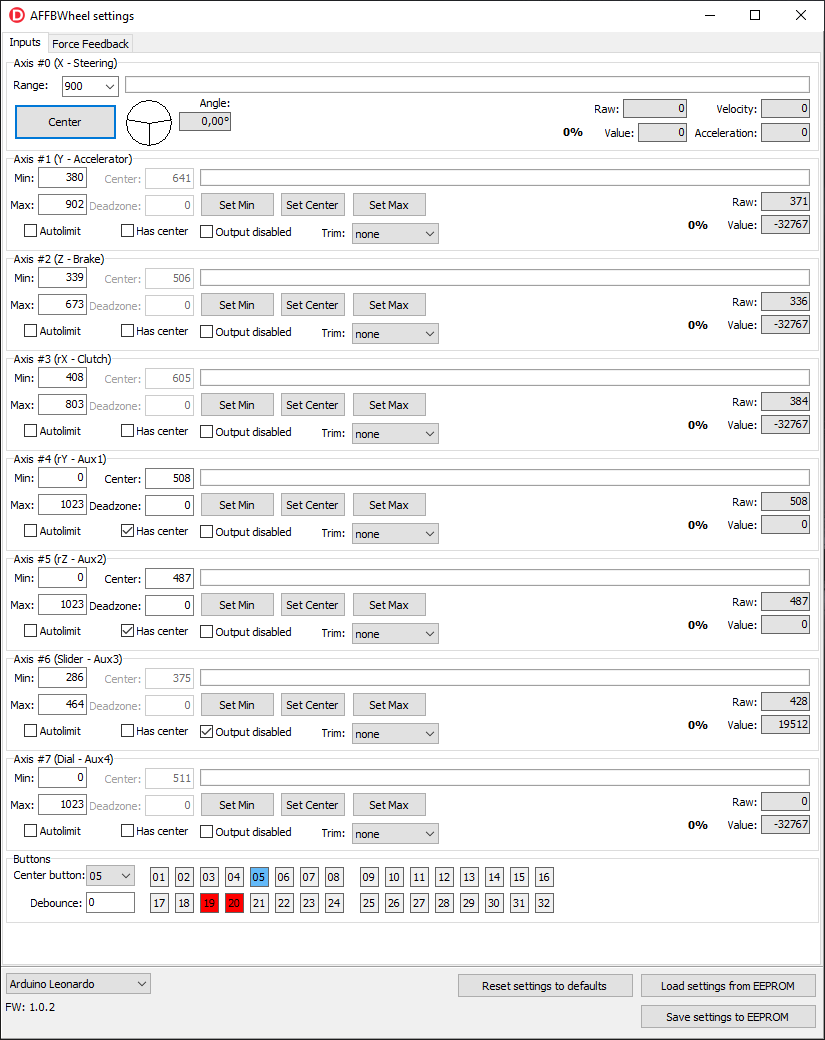 AFFBWheel settings
Inputs Force Feedback
Axis #0 (X - Steering)
Range: 900
Center Angle: 0,00° Raw: 0 Velocity: 0
0% Value: 0 Acceleration: 0
Axis #1 (Y - Accelerator)
Min: 380 Center: 641
Max: 902 Deadzone: 0 Set Min Set Center Set Max Raw: 371
Autolimit Has center Output disabled Trim: none 0% Value: -32767
Axis #2 (Z - Brake)
Min: 339 Center: 506
Max: 673 Deadzone: 0 Set Min Set Center Set Max Raw: 336
Autolimit Has center Output disabled Trim: none 0% Value: -32767
Axis #3 (rX - Clutch)
Min: 408 Center: 605
Max: 803 Deadzone: 0 Set Min Set Center Set Max Raw: 384
Autolimit Has center Output disabled Trim: none 0% Value: -32767
Axis #4 (rY - Aux1)
Min: 0 Center: 508
Max: 1023 Deadzone: 0 Set Min Set Center Set Max Raw: 508
Autolimit Has center Output disabled Trim: none 0% Value: 0
Axis #5 (rZ - Aux2)
Min: 0 Center: 487
Max: 1023 Deadzone: 0 Set Min Set Center Set Max Raw: 487
Autolimit Has center Output disabled Trim: none 0% Value: 0
Axis #6 (Slider - Aux3)
Min: 286 Center: 375
Max: 464 Deadzone: 0 Set Min Set Center Set Max Raw: 428
Autolimit Has center Output disabled Trim: none 0% Value: 19512
Axis #7 (Dial - Aux4)
Min: 0 Center: 511
Max: 1023 Deadzone: 0 Set Min Set Center Set Max Raw: 0
Autolimit Has center Output disabled Trim: none 0% Value: -32767
Buttons
Center button: 05 01 02 03 04 05 06 07 08 09 10 11 12 13 14 15 16
Debounce: 0 17 18 19 20 21 22 23 24 25 26 27 28 29 30 31 32
Arduino Leonardo Reset settings to defaults Load settings from EEPROM
FW: 1.0.2 Save settings to EEPROM